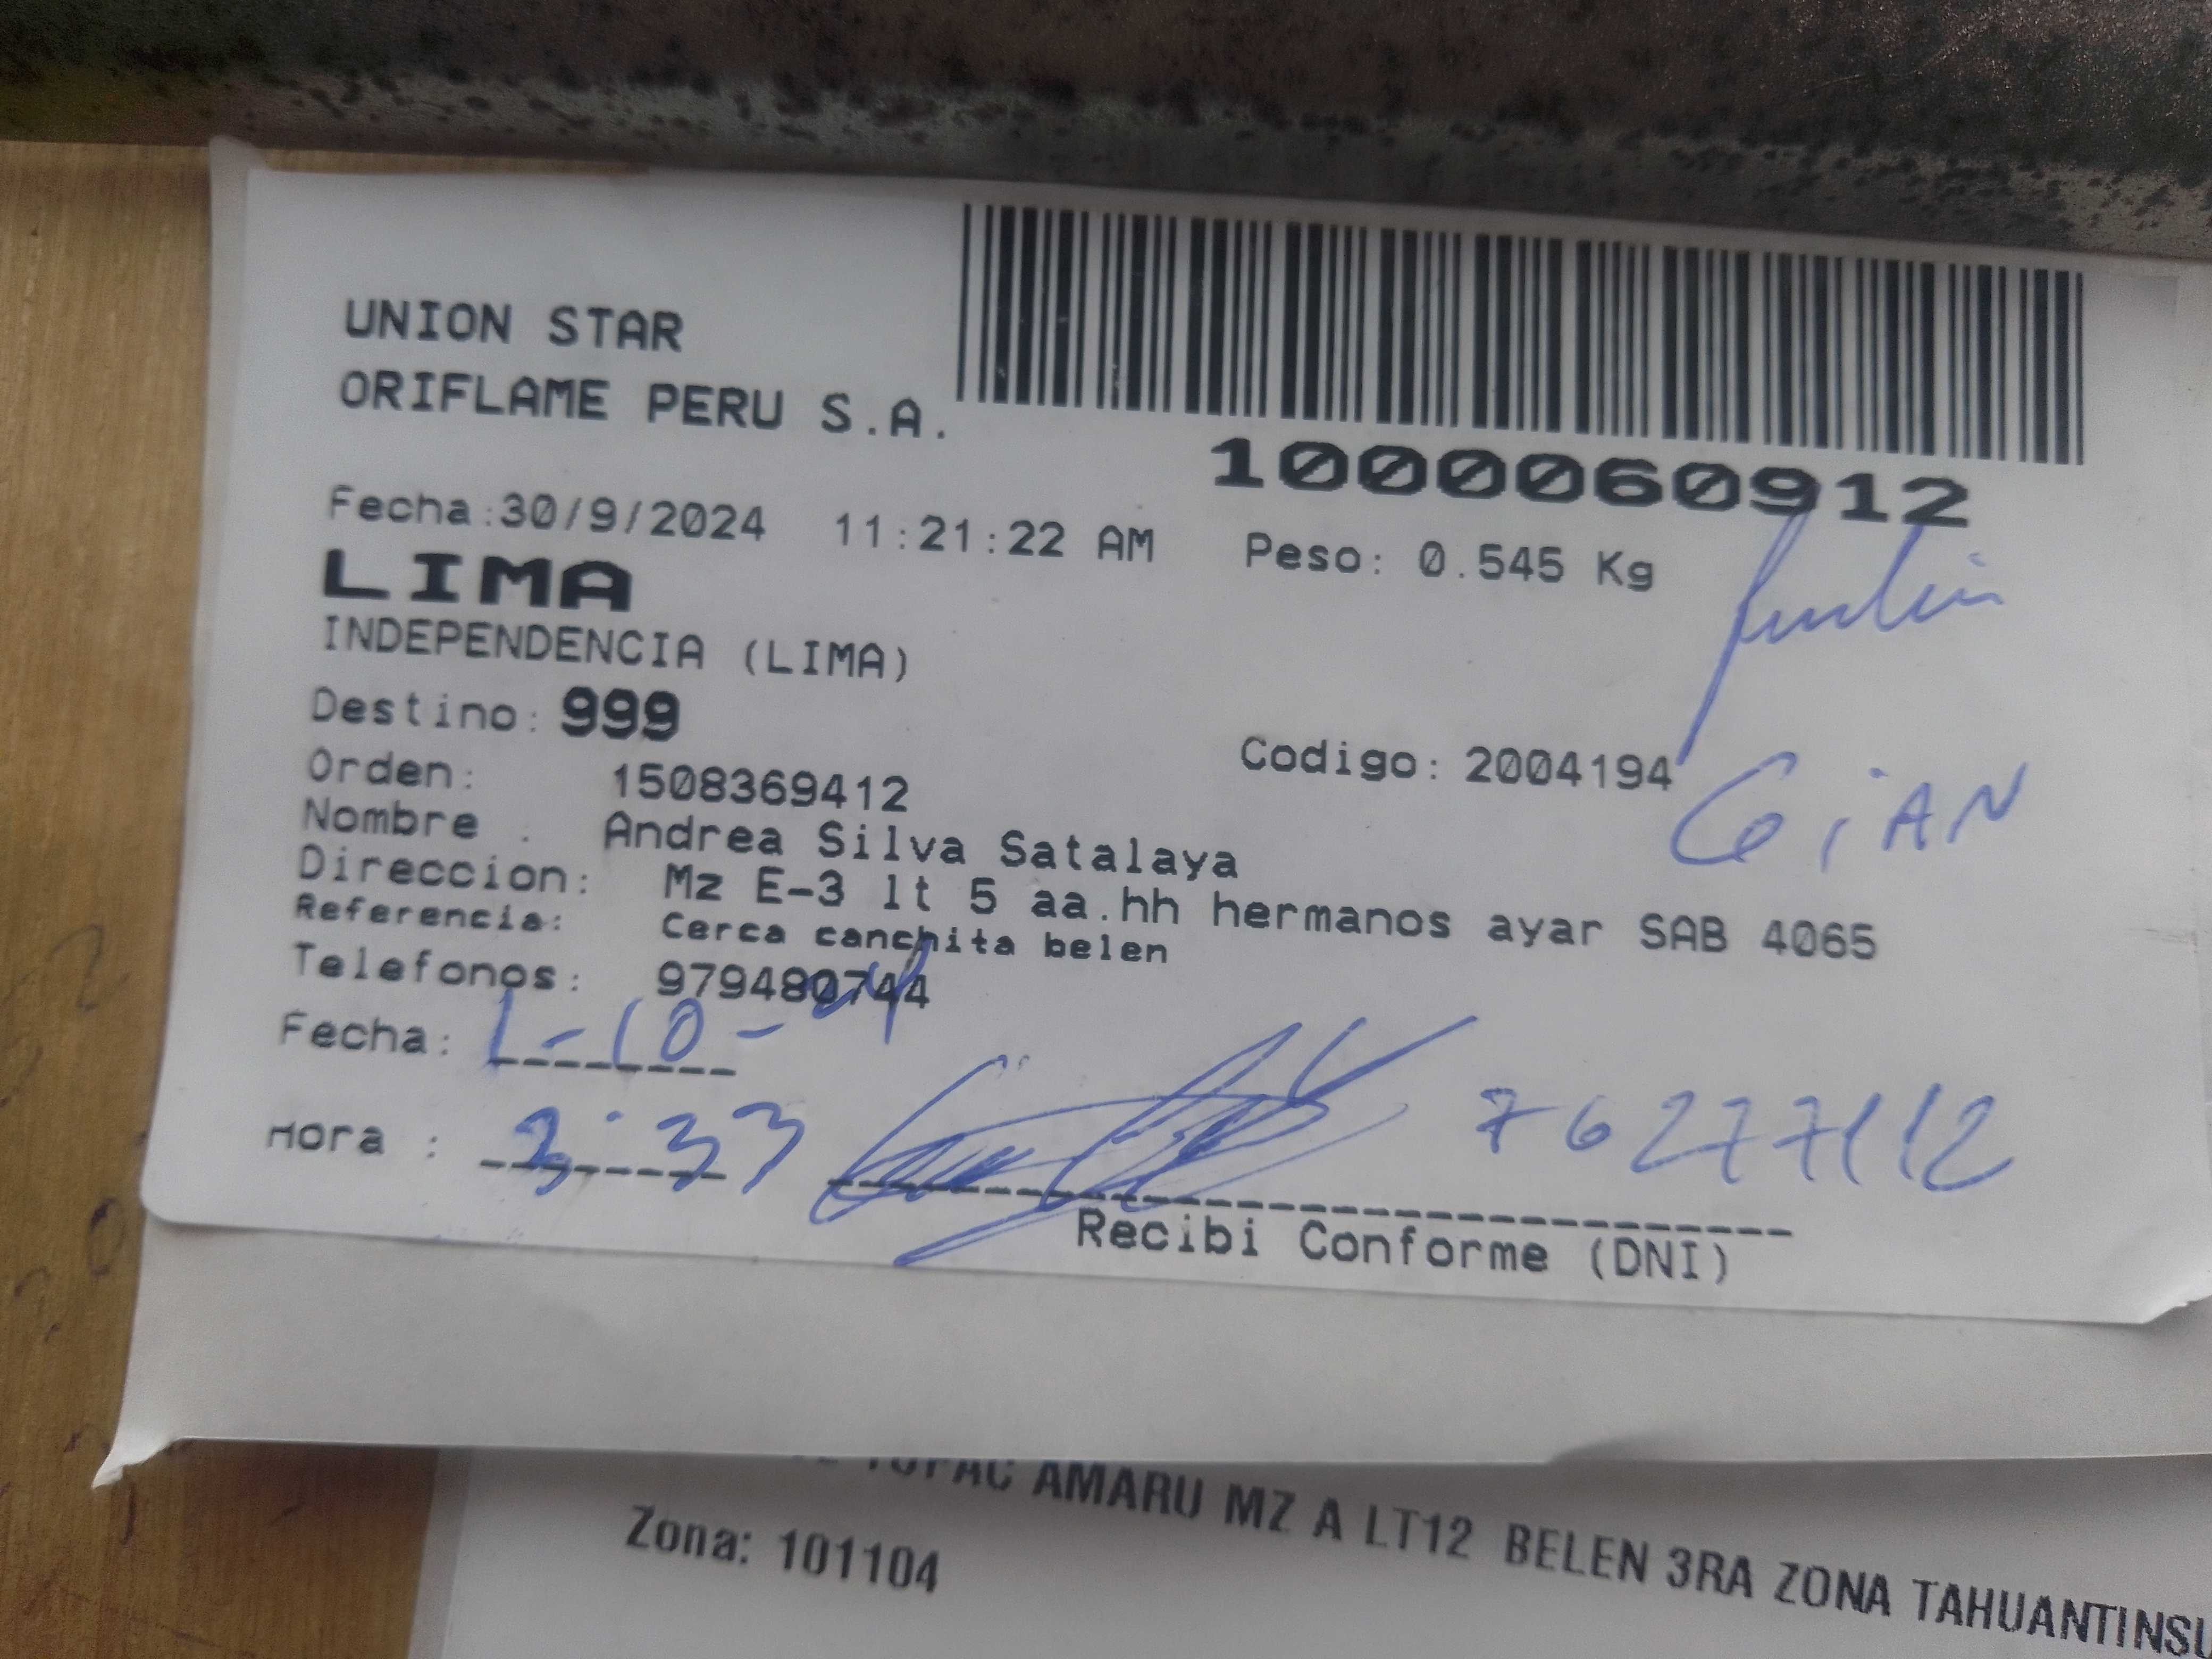 UNION STAR
ORIFLAME PERU S.A.
1000060912
Fecha:30/9/2024 11:21:22 AM Peso: 0.545 Kg
LIMA
INDEPENDENCIA (LIMA)
Destino: 999
Codigo: 2004194
Orden: 1508369412
GiAN
Nombre : Andrea Silva Satalaya
Direccion: Mz E-3 lt 5 aa.hh hermanos ayar SAB 4065
Referencia: Cerca canchita belen
Telefonos: 979480744
Fecha: 1-10-24
Hora : 3:33
76277112
Recibi Conforme (DNI)
TUPAC AMARU MZ A LT12 BELEN 3RA ZONA TAHUANTINSU
Zona: 101104